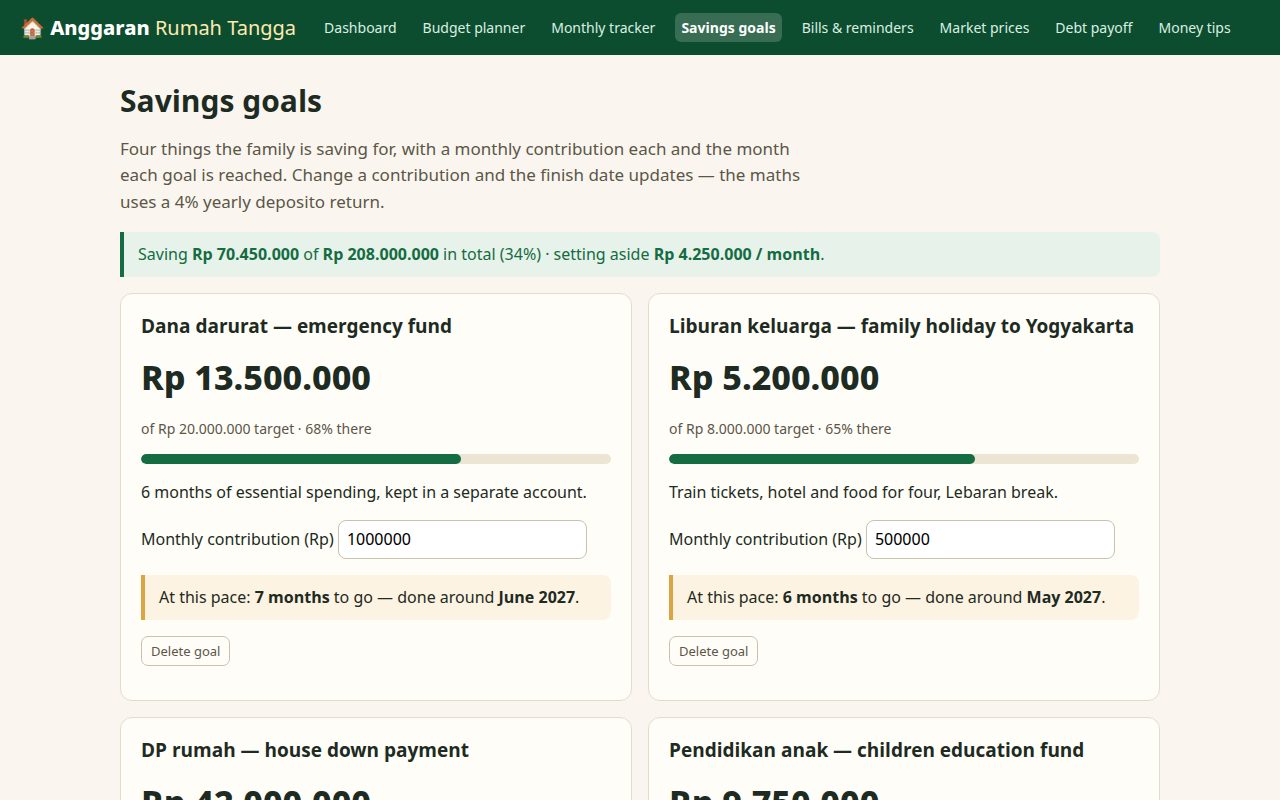 🏠 Anggaran Rumah Tangga Dashboard Budget planner Monthly tracker Savings goals Bills & reminders Market prices Debt payoff Money tips
Savings goals
Four things the family is saving for, with a monthly contribution each and the month
each goal is reached. Change a contribution and the finish date updates — the maths
uses a 4% yearly deposito return.
Saving Rp 70.450.000 of Rp 208.000.000 in total (34%) · setting aside Rp 4.250.000 / month.
Dana darurat — emergency fund
Rp 13.500.000
of Rp 20.000.000 target · 68% there
6 months of essential spending, kept in a separate account.
Monthly contribution (Rp) 1000000
At this pace: 7 months to go — done around June 2027.
Delete goal
Liburan keluarga — family holiday to Yogyakarta
Rp 5.200.000
of Rp 8.000.000 target · 65% there
Train tickets, hotel and food for four, Lebaran break.
Monthly contribution (Rp) 500000
At this pace: 6 months to go — done around May 2027.
Delete goal
DP rumah — house down payment
Pendidikan anak — children education fund